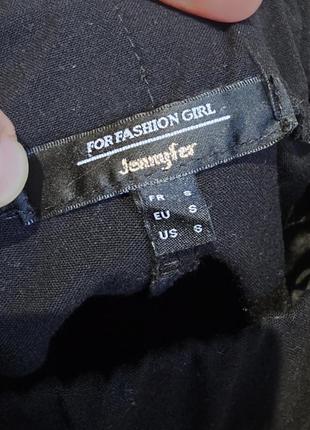 FOR FASHION GIRL
Jennyfer
FR S
EU S
US S